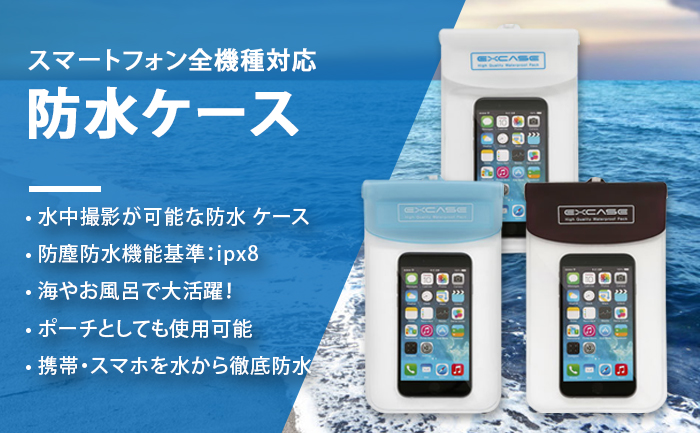 スマートフォン全機種対応
防水ケース
• 水中撮影が可能な防水 ケース
• 防塵防水機能基準：ipx8
• 海やお風呂で大活躍！
• ポーチとしても使用可能
• 携帯・スマホを水から徹底防水
EXCASE
High Quality Waterproof Pack
EXCASE
High Quality Waterproof Pack
EXCASE
High Quality Waterproof Pack